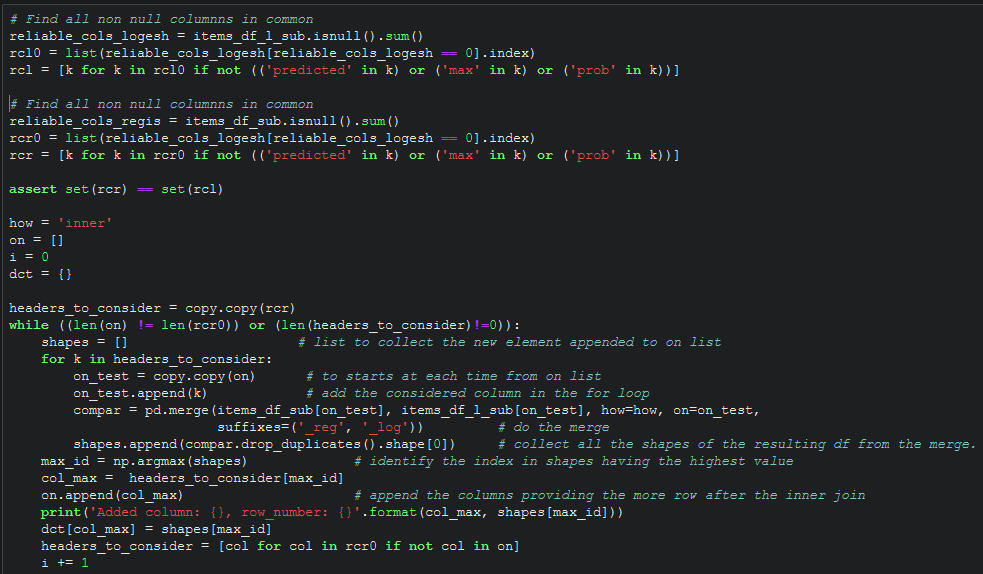 # Find all non null columnns in common
reliable_cols_logesh = items_df_l_sub.isnull().sum()
rcl0 = list(reliable_cols_logesh[reliable_cols_logesh == 0].index)
rcl = [k for k in rcl0 if not (('predicted' in k) or ('max' in k) or ('prob' in k))]

# Find all non null columnns in common
reliable_cols_regis = items_df_sub.isnull().sum()
rcr0 = list(reliable_cols_logesh[reliable_cols_logesh == 0].index)
rcr = [k for k in rcr0 if not (('predicted' in k) or ('max' in k) or ('prob' in k))]

assert set(rcr) == set(rcl)

how = 'inner'
on = []
i = 0
dct = {}

headers_to_consider = copy.copy(rcr)
while ((len(on) != len(rcr0)) or (len(headers_to_consider)!=0)):
    shapes = []                     # list to collect the new element appended to on list
    for k in headers_to_consider:
        on_test = copy.copy(on)      # to starts at each time from on list
        on_test.append(k)            # add the considered column in the for loop
        compar = pd.merge(items_df_sub[on_test], items_df_l_sub[on_test], how=how, on=on_test,
                          suffixes=('_reg', '_log'))         # do the merge
        shapes.append(compar.drop_duplicates().shape[0])     # collect all the shapes of the resulting df from the merge.
    max_id = np.argmax(shapes)             # identify the index in shapes having the highest value
    col_max =  headers_to_consider[max_id]
    on.append(col_max)                     # append the columns providing the more row after the inner join
    print('Added column: {}, row_number: {}'.format(col_max, shapes[max_id]))
    dct[col_max] = shapes[max_id]
    headers_to_consider = [col for col in rcr0 if not col in on]
    i += 1